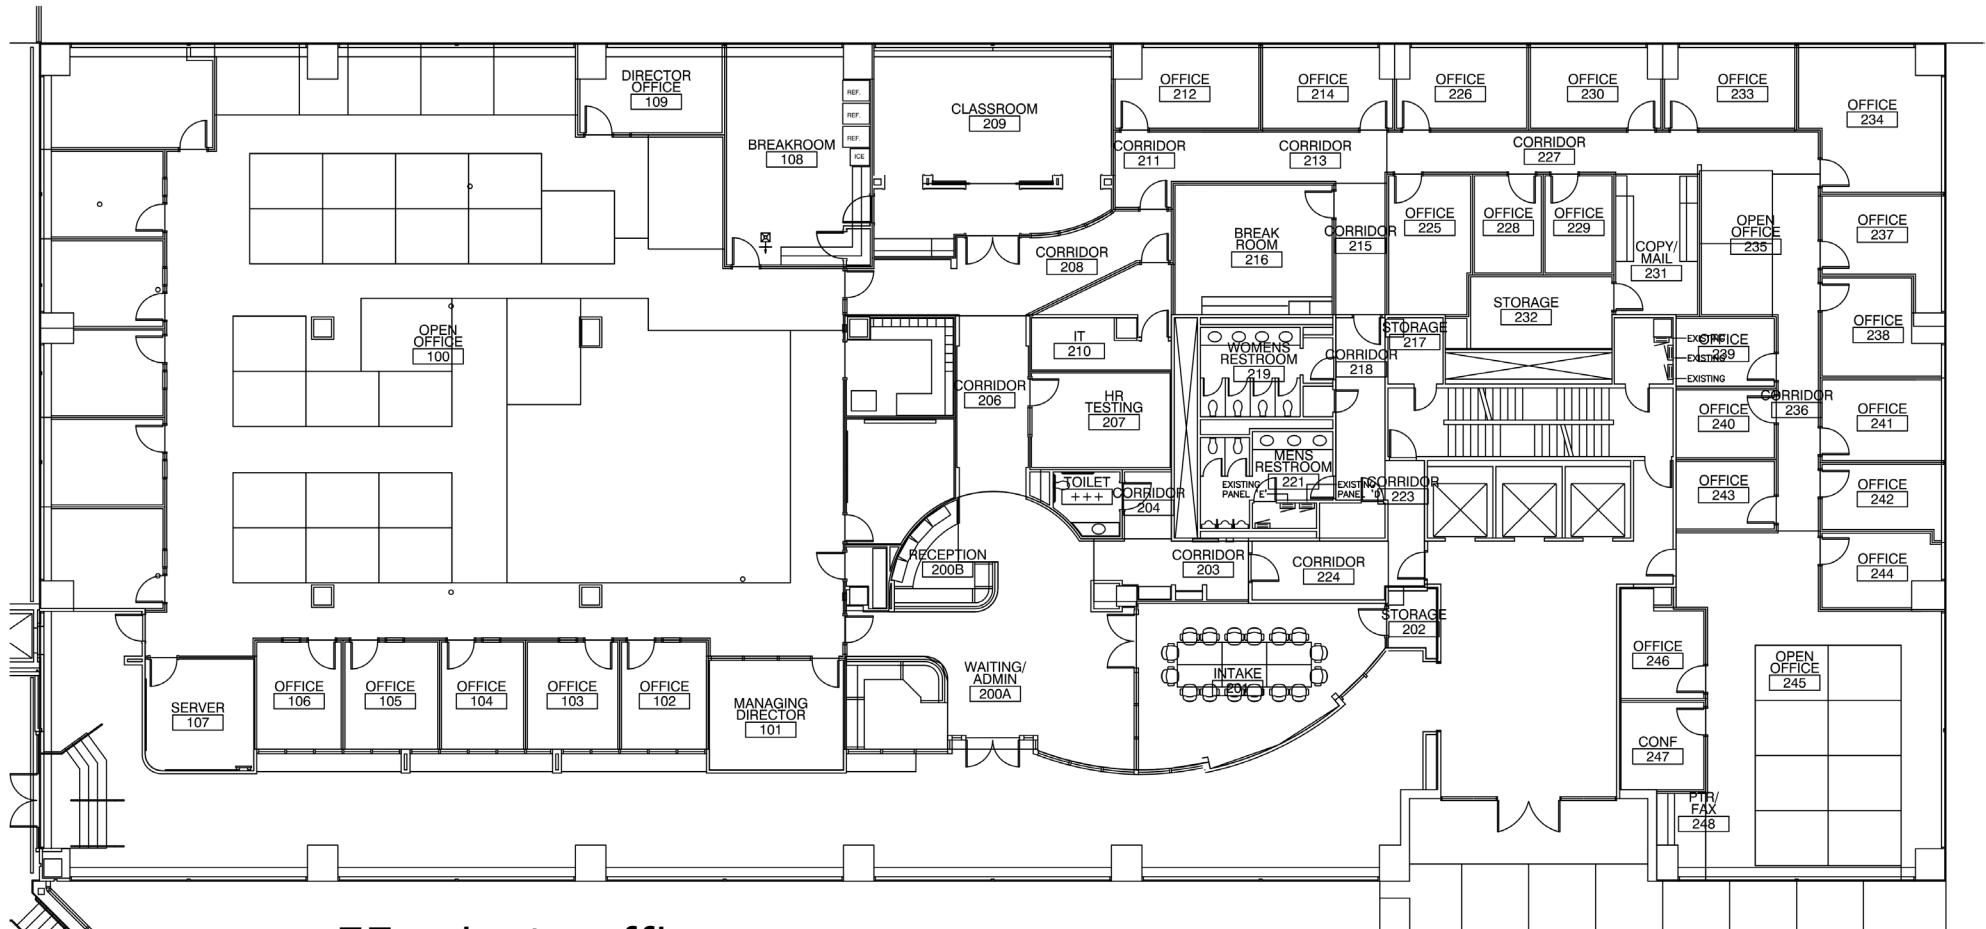 DIRECTOR
OFFICE
109
BREAKROOM
108
REF.
REF.
REF.
ICE
CLASSROOM
209
OFFICE
212
OFFICE
214
OFFICE
226
OFFICE
230
OFFICE
233
OFFICE
234
CORRIDOR
211
CORRIDOR
213
CORRIDOR
227
BREAK
ROOM
216
CORRIDOR
215
OFFICE
225
OFFICE
228
OFFICE
229
COPY/
MAIL
231
OPEN
OFFICE
235
OFFICE
237
CORRIDOR
208
STORAGE
232
OPEN
OFFICE
100
IT
210
WOMENS
RESTROOM
219
CORRIDOR
218
STORAGE
217
OFFICE
239
EXISTING
EXISTING
EXISTING
OFFICE
238
CORRIDOR
206
HR
TESTING
207
OFFICE
240
CORRIDOR
236
OFFICE
241
TOILET
+++
CORRIDOR
204
MENS
RESTROOM
221
EXISTING
PANEL 'E'
EXISTING
PANEL 'D'
CORRIDOR
223
OFFICE
243
OFFICE
242
RECEPTION
200B
CORRIDOR
203
CORRIDOR
224
OFFICE
244
STORAGE
202
SERVER
107
OFFICE
106
OFFICE
105
OFFICE
104
OFFICE
103
OFFICE
102
MANAGING
DIRECTOR
101
WAITING/
ADMIN
200A
INTAKE
201
OFFICE
246
OPEN
OFFICE
245
CONF
247
PTR/
FAX
248